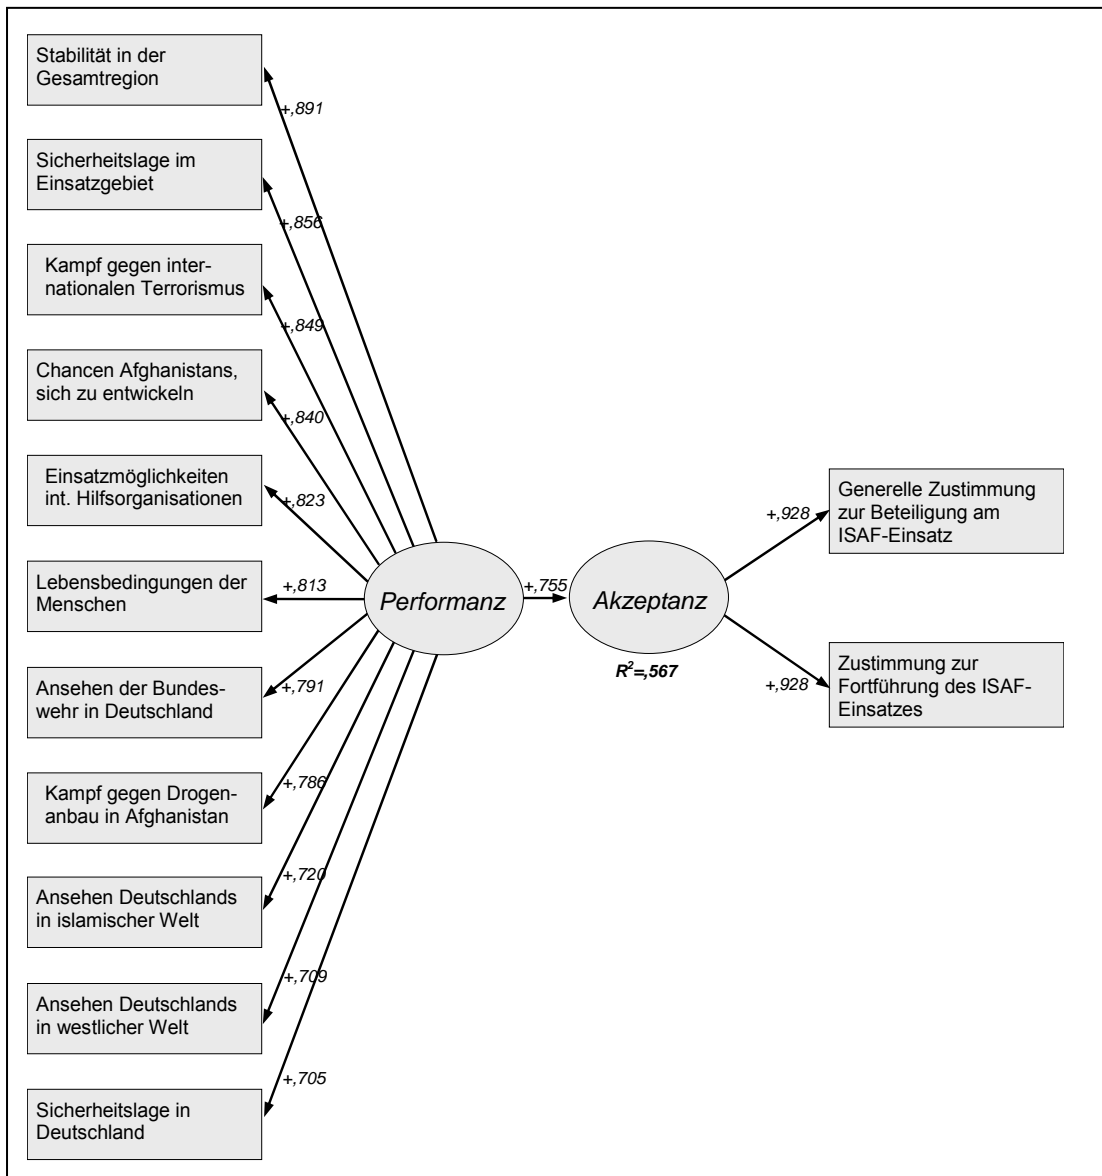 Stabilität in der
Gesamtregion
+,891
Sicherheitslage im
Einsatzgebiet
+,856
Kampf gegen inter-
nationalen Terrorismus
+,849
Chancen Afghanistans,
sich zu entwickeln
+,840
Einsatzmöglichkeiten
int. Hilfsorganisationen
+,823
Lebensbedingungen der
Menschen
+,813
Ansehen der Bundes-
wehr in Deutschland
+,791
Kampf gegen Drogen-
anbau in Afghanistan
+,786
Ansehen Deutschlands
in islamischer Welt
+,720
Ansehen Deutschlands
in westlicher Welt
+,709
Sicherheitslage in
Deutschland
+,705
Performanz
+,755
Akzeptanz
R²=,567
+,928
Generelle Zustimmung
zur Beteiligung am
ISAF-Einsatz
+,928
Zustimmung zur
Fortführung des ISAF-
Einsatzes